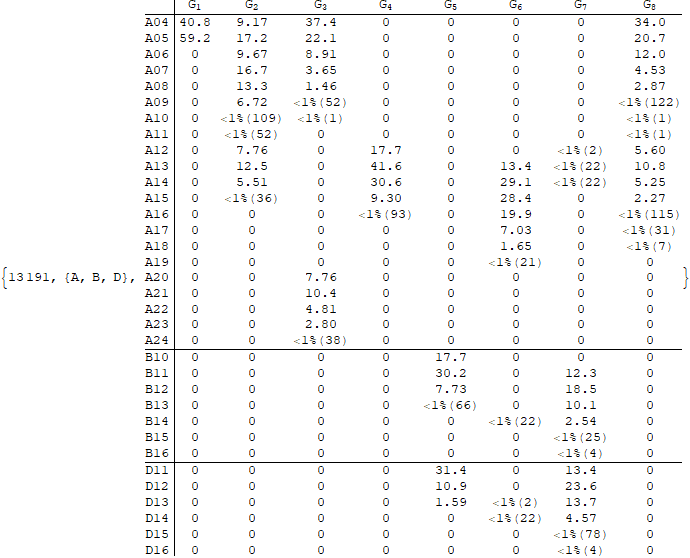 G1 G2 G3 G4 G5 G6 G7 G8
A04 40.8 9.17 37.4 0 0 0 0 34.0
A05 59.2 17.2 22.1 0 0 0 0 20.7
A06 0 9.67 8.91 0 0 0 0 12.0
A07 0 16.7 3.65 0 0 0 0 4.53
A08 0 13.3 1.46 0 0 0 0 2.87
A09 0 6.72 <1%(52) 0 0 0 0 <1%(122)
A10 0 <1%(109) <1%(1) 0 0 0 0 <1%(1)
A11 0 <1%(52) 0 0 0 0 0 <1%(1)
A12 0 7.76 0 17.7 0 0 <1%(2) 5.60
A13 0 12.5 0 41.6 0 13.4 <1%(22) 10.8
A14 0 5.51 0 30.6 0 29.1 <1%(22) 5.25
A15 0 <1%(36) 0 9.30 0 28.4 0 2.27
A16 0 0 0 <1%(93) 0 19.9 0 <1%(115)
A17 0 0 0 0 0 7.03 0 <1%(31)
A18 0 0 0 0 0 1.65 0 <1%(7)
A19 0 0 0 0 0 <1%(21) 0 0
{13191, {A, B, D}, A20 0 0 7.76 0 0 0 0 0 }
A21 0 0 10.4 0 0 0 0 0
A22 0 0 4.81 0 0 0 0 0
A23 0 0 2.80 0 0 0 0 0
A24 0 0 <1%(38) 0 0 0 0 0
B10 0 0 0 0 17.7 0 0 0
B11 0 0 0 0 30.2 0 12.3 0
B12 0 0 0 0 7.73 0 18.5 0
B13 0 0 0 0 <1%(66) 0 10.1 0
B14 0 0 0 0 0 <1%(22) 2.54 0
B15 0 0 0 0 0 0 <1%(25) 0
B16 0 0 0 0 0 0 <1%(4) 0
D11 0 0 0 0 31.4 0 13.4 0
D12 0 0 0 0 10.9 0 23.6 0
D13 0 0 0 0 1.59 <1%(2) 13.7 0
D14 0 0 0 0 0 <1%(22) 4.57 0
D15 0 0 0 0 0 0 <1%(78) 0
D16 0 0 0 0 0 0 <1%(4) 0